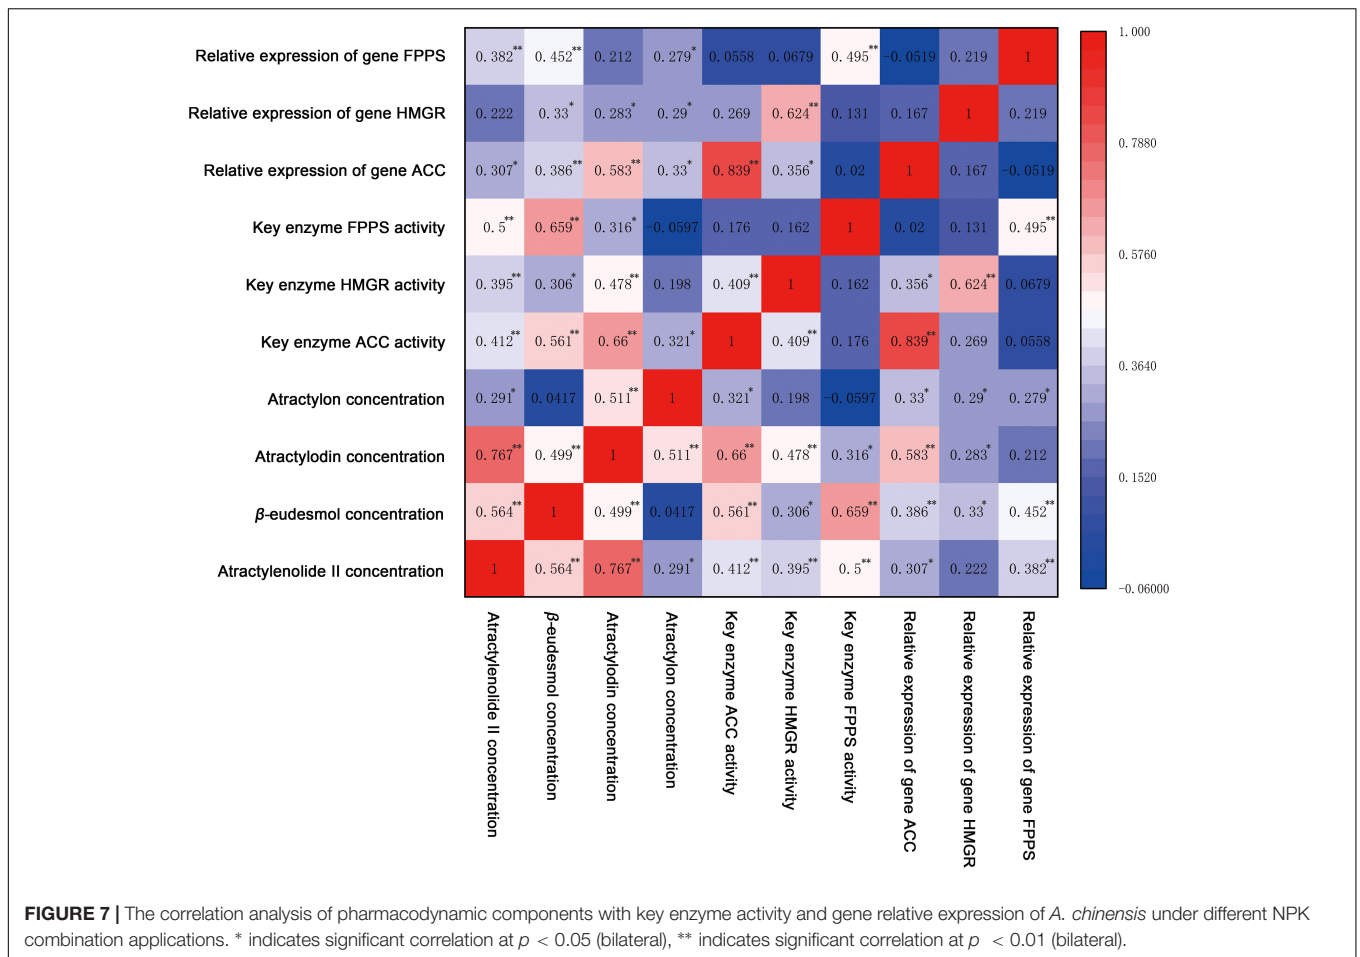 Relative expression of gene FPPS 0.382** 0.452** 0.212 0.279* 0.0558 0.0679 0.495** -0.0519 0.219 1
Relative expression of gene HMGR 0.222 0.33* 0.283* 0.29* 0.269 0.624** 0.131 0.167 1 0.219
Relative expression of gene ACC 0.307* 0.386** 0.583** 0.33* 0.839** 0.356* 0.02 1 0.167 -0.0519
Key enzyme FPPS activity 0.5** 0.659** 0.316* -0.0597 0.176 0.162 1 0.02 0.131 0.495**
Key enzyme HMGR activity 0.395** 0.306* 0.478** 0.198 0.409** 1 0.162 0.356* 0.624** 0.0679
Key enzyme ACC activity 0.412** 0.561** 0.66** 0.321* 1 0.409** 0.176 0.839** 0.269 0.0558
Atractylon concentration 0.291* 0.0417 0.511** 1 0.321* 0.198 -0.0597 0.33* 0.29* 0.279*
Atractylodin concentration 0.767** 0.499** 1 0.511** 0.66** 0.478** 0.316* 0.583** 0.283* 0.212
β-eudesmol concentration 0.564** 1 0.499** 0.0417 0.561** 0.306* 0.659** 0.386** 0.33* 0.452**
Atractylenolide II concentration 1 0.564** 0.767** 0.291* 0.412** 0.395** 0.5** 0.307* 0.222 0.382**
1.000
0.7880
0.5760
0.3640
0.1520
-0.06000
Atractylenolide II concentration
β-eudesmol concentration
Atractylodin concentration
Atractylon concentration
Key enzyme ACC activity
Key enzyme HMGR activity
Key enzyme FPPS activity
Relative expression of gene ACC
Relative expression of gene HMGR
Relative expression of gene FPPS
FIGURE 7 | The correlation analysis of pharmacodynamic components with key enzyme activity and gene relative expression of A. chinensis under different NPK
combination applications. * indicates significant correlation at p < 0.05 (bilateral), ** indicates significant correlation at p < 0.01 (bilateral).